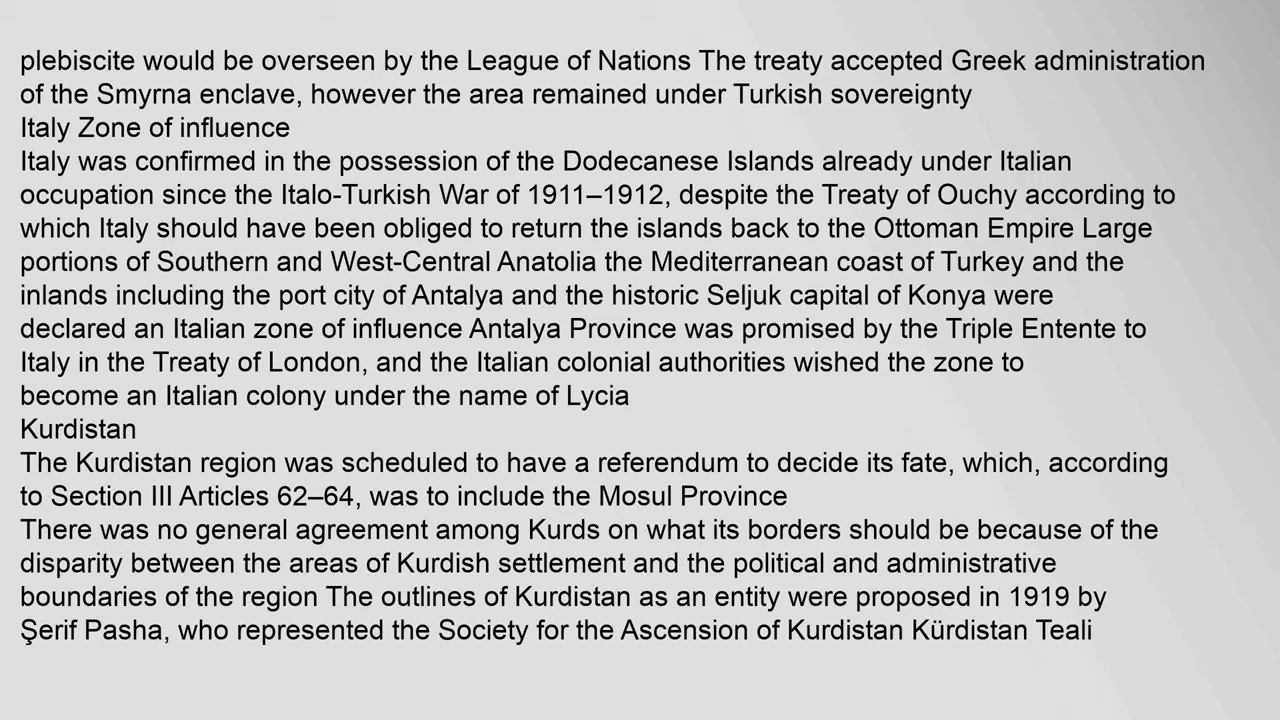 plebiscite would be overseen by the League of Nations The treaty accepted Greek administration
of the Smyrna enclave, however the area remained under Turkish sovereignty
Italy Zone of influence
Italy was confirmed in the possession of the Dodecanese Islands already under Italian
occupation since the Italo-Turkish War of 1911–1912, despite the Treaty of Ouchy according to
which Italy should have been obliged to return the islands back to the Ottoman Empire Large
portions of Southern and West-Central Anatolia the Mediterranean coast of Turkey and the
inlands including the port city of Antalya and the historic Seljuk capital of Konya were
declared an Italian zone of influence Antalya Province was promised by the Triple Entente to
Italy in the Treaty of London, and the Italian colonial authorities wished the zone to
become an Italian colony under the name of Lycia
Kurdistan
The Kurdistan region was scheduled to have a referendum to decide its fate, which, according
to Section III Articles 62–64, was to include the Mosul Province
There was no general agreement among Kurds on what its borders should be because of the
disparity between the areas of Kurdish settlement and the political and administrative
boundaries of the region The outlines of Kurdistan as an entity were proposed in 1919 by
Şerif Pasha, who represented the Society for the Ascension of Kurdistan Kürdistan Teali